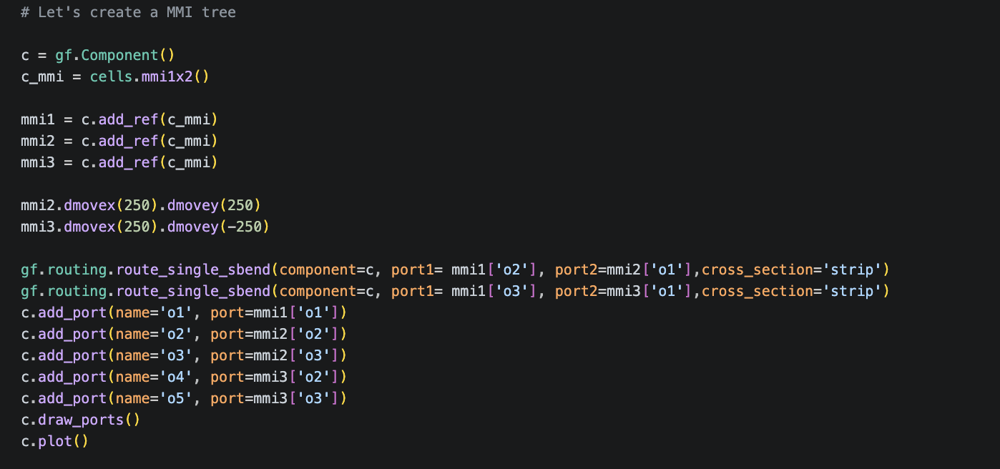 # Let's create a MMI tree
c = gf.Component()
c_mmi = cells.mmi1x2()
mmi1 = c.add_ref(c_mmi)
mmi2 = c.add_ref(c_mmi)
mmi3 = c.add_ref(c_mmi)
mmi2.dmovex(250).dmovey(250)
mmi3.dmovex(250).dmovey(-250)
gf.routing.route_single_sbend(component=c, port1= mmi1['o2'], port2=mmi2['o1'],cross_section='strip')
gf.routing.route_single_sbend(component=c, port1= mmi1['o3'], port2=mmi3['o1'],cross_section='strip')
c.add_port(name='o1', port=mmi1['o1'])
c.add_port(name='o2', port=mmi2['o2'])
c.add_port(name='o3', port=mmi2['o3'])
c.add_port(name='o4', port=mmi3['o2'])
c.add_port(name='o5', port=mmi3['o3'])
c.draw_ports()
c.plot()